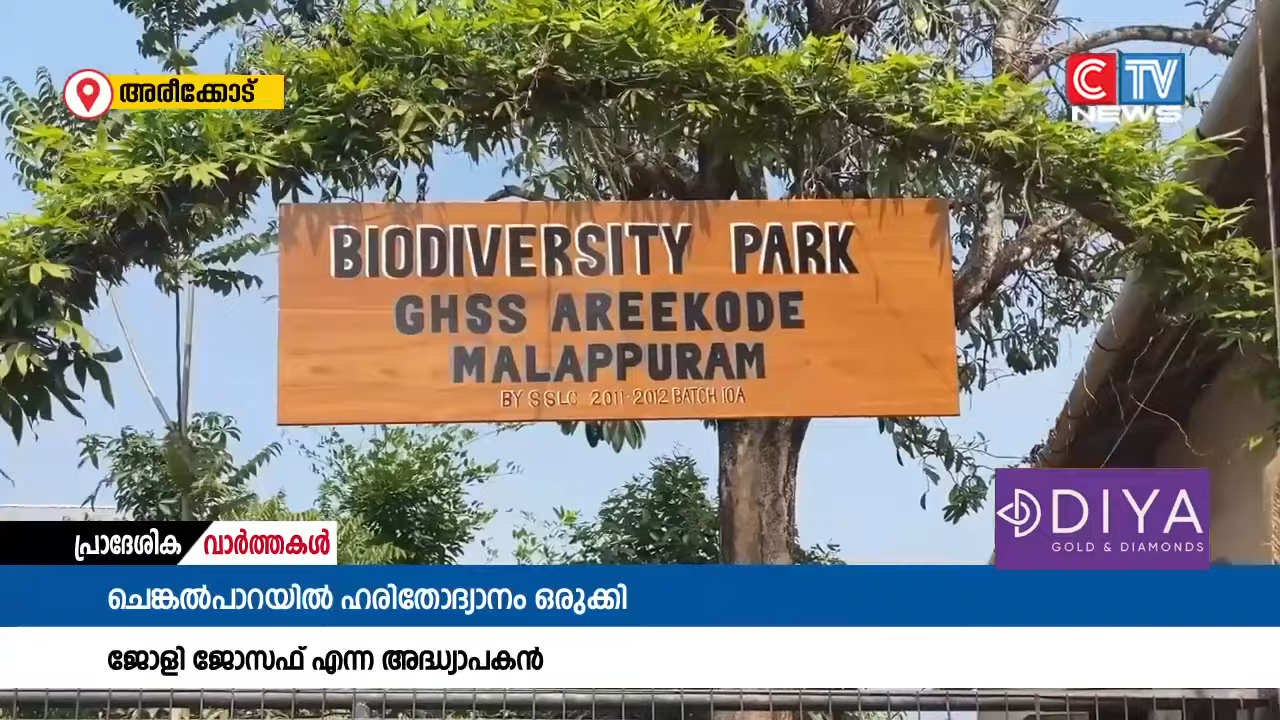 അരീക്കോട്
CTV
NEWS
BIODIVERSITY PARK
GHSS AREEKODE
MALAPPURAM
BY SSLC 2011-2012 BATCH 10A
DIYA
GOLD & DIAMONDS
പ്രാദേശിക വാർത്തകൾ
ചെങ്കൽപാറയിൽ ഹരിതോദ്യാനം ഒരുക്കി
ജോളി ജോസഫ് എന്ന അദ്ധ്യാപകൻ